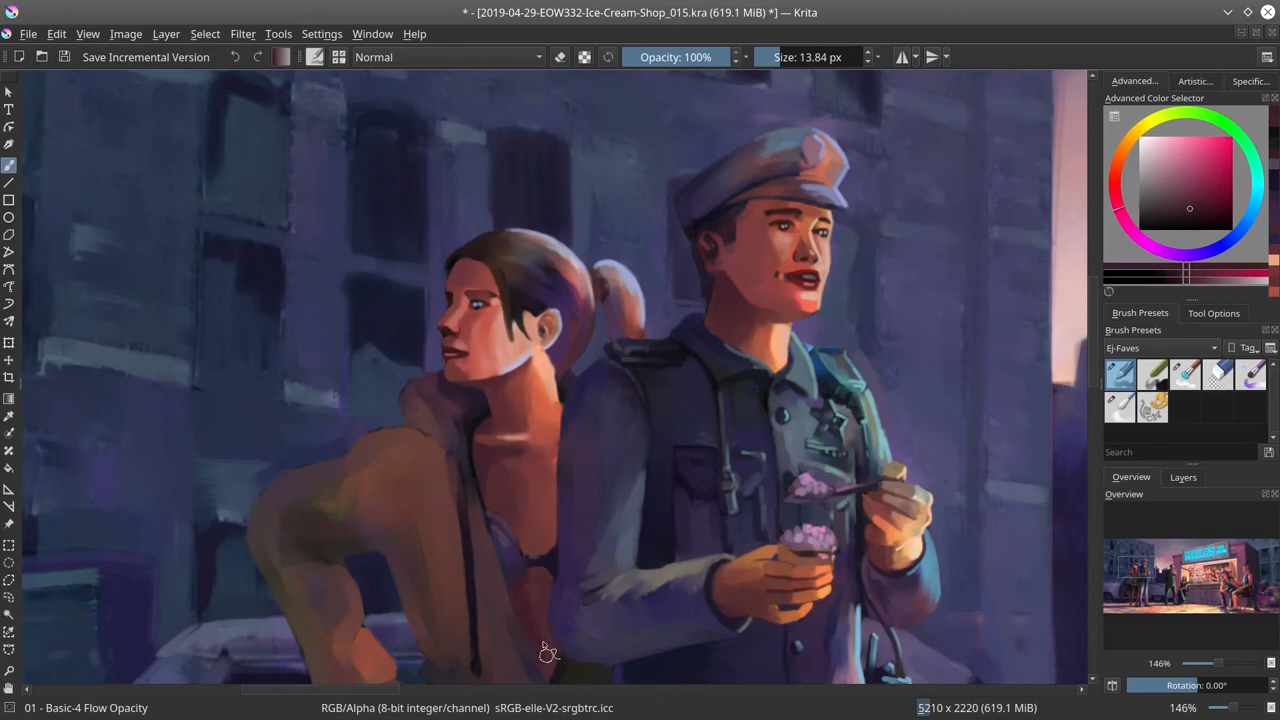 * - [2019-04-29-EOW332-Ice-Cream-Shop_015.kra (619.1 MiB) *] — Krita
File Edit View Image Layer Select Filter Tools Settings Window Help
Save Incremental Version Normal Opacity: 100% Size: 13.84 px
Advanced... Artistic... Specific...
Advanced Color Selector
Brush Presets Tool Options
Brush Presets
Ej-Faves Tag
Search
Overview Layers
Overview
146%
Rotation: 0.00°
01 - Basic-4 Flow Opacity RGB/Alpha (8-bit integer/channel) sRGB-elle-V2-srgbtrc.icc 5210 x 2220 (619.1 MiB) 146%